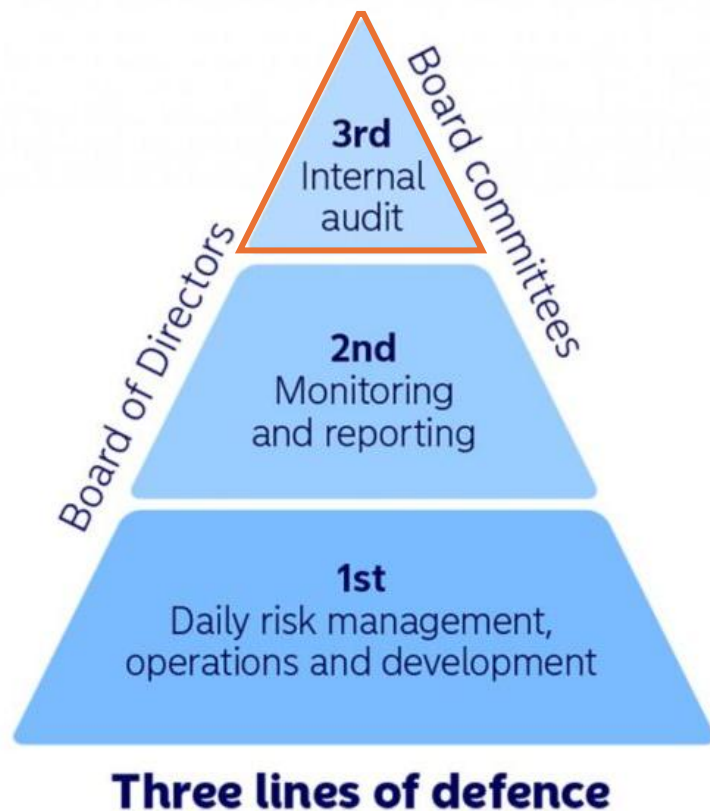 3rd
Internal
audit
Board committees
Board of Directors
2nd
Monitoring
and reporting
1st
Daily risk management,
operations and development
Three lines of defence